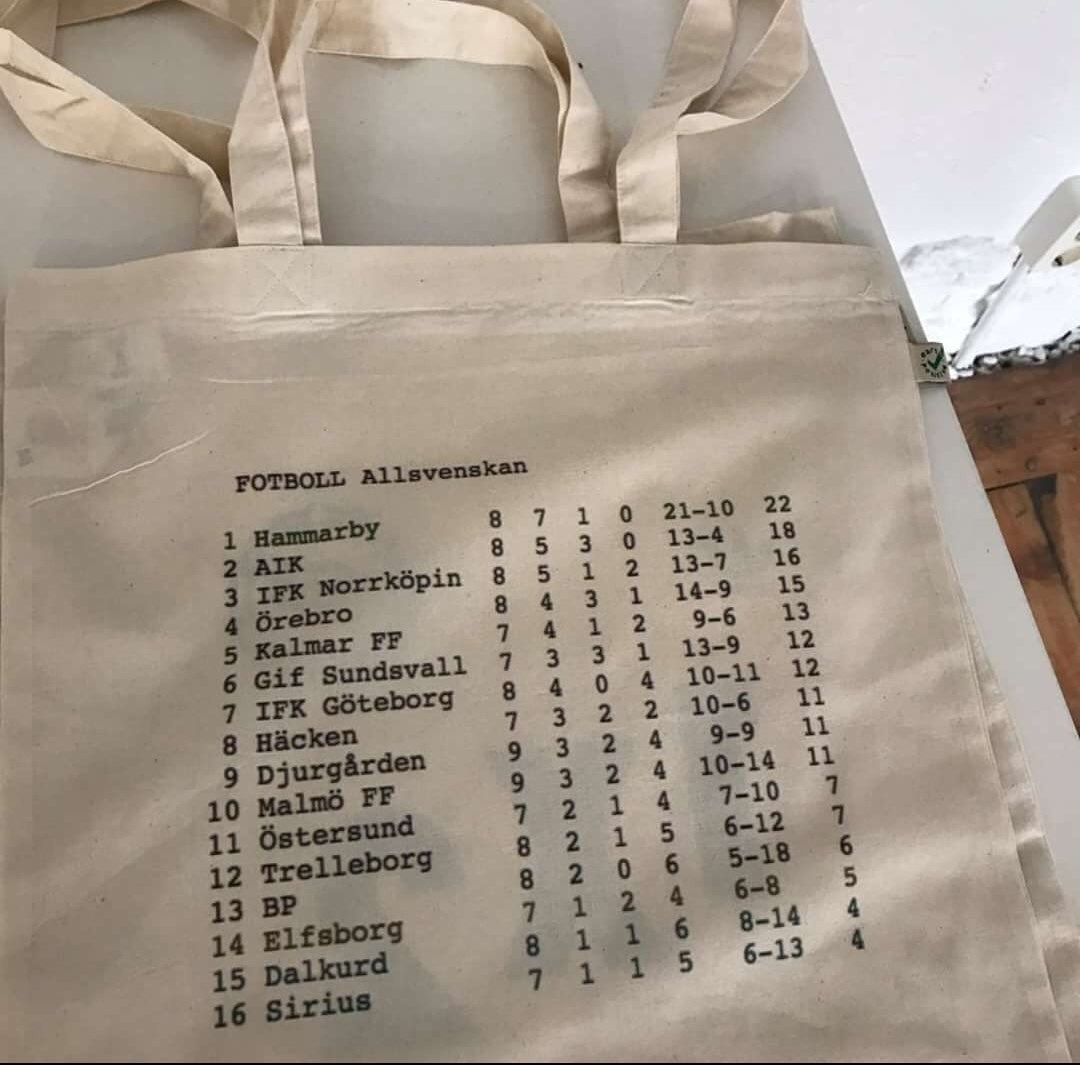 FOTBOLL Allsvenskan
1 Hammarby 8 7 1 0 21-10 22
2 AIK 8 5 3 0 13-4 18
3 IFK Norrköpin 8 5 1 2 13-7 16
4 Örebro 8 4 3 1 14-9 15
5 Kalmar FF 7 4 1 2 9-6 13
6 Gif Sundsvall 7 3 3 1 13-9 12
7 IFK Göteborg 8 4 0 4 10-11 12
8 Häcken 7 3 2 2 10-6 11
9 Djurgården 9 3 2 4 9-9 11
10 Malmö FF 9 3 2 4 10-14 11
11 Östersund 7 2 1 4 7-10 7
12 Trelleborg 8 2 1 5 6-12 7
13 BP 8 2 0 6 5-18 6
14 Elfsborg 7 1 2 4 6-8 5
15 Dalkurd 8 1 1 6 8-14 4
16 Sirius 7 1 1 5 6-13 4